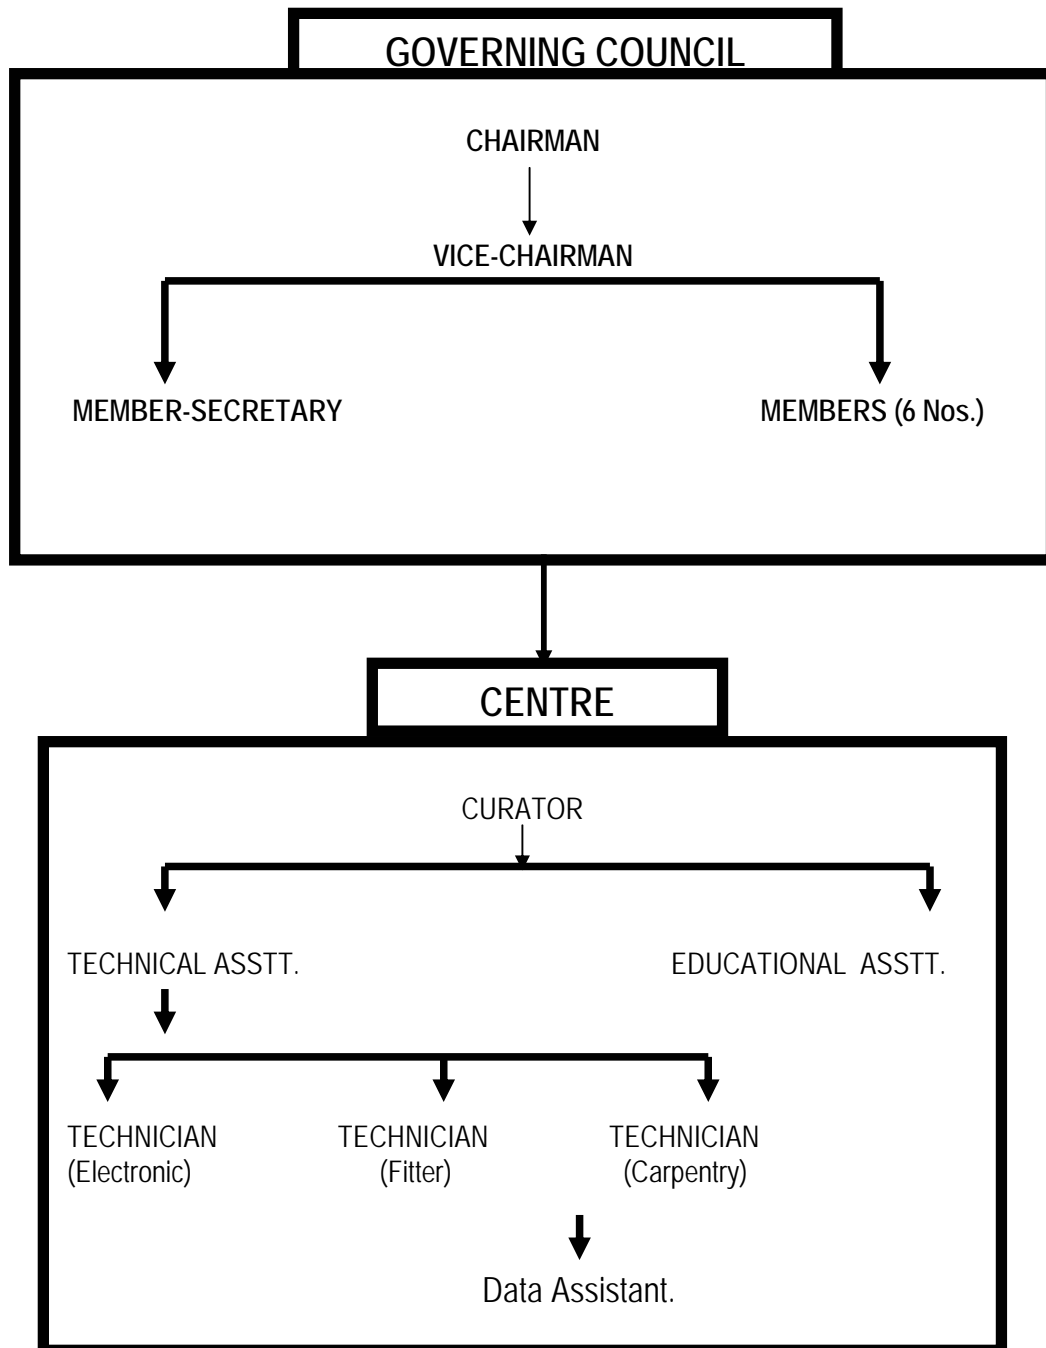 GOVERNING COUNCIL
CHAIRMAN
VICE-CHAIRMAN
MEMBER-SECRETARY MEMBERS (6 Nos.)
CENTRE
CURATOR
TECHNICAL ASSTT. EDUCATIONAL ASSTT.
TECHNICIAN TECHNICIAN TECHNICIAN
(Electronic) (Fitter) (Carpentry)
Data Assistant.